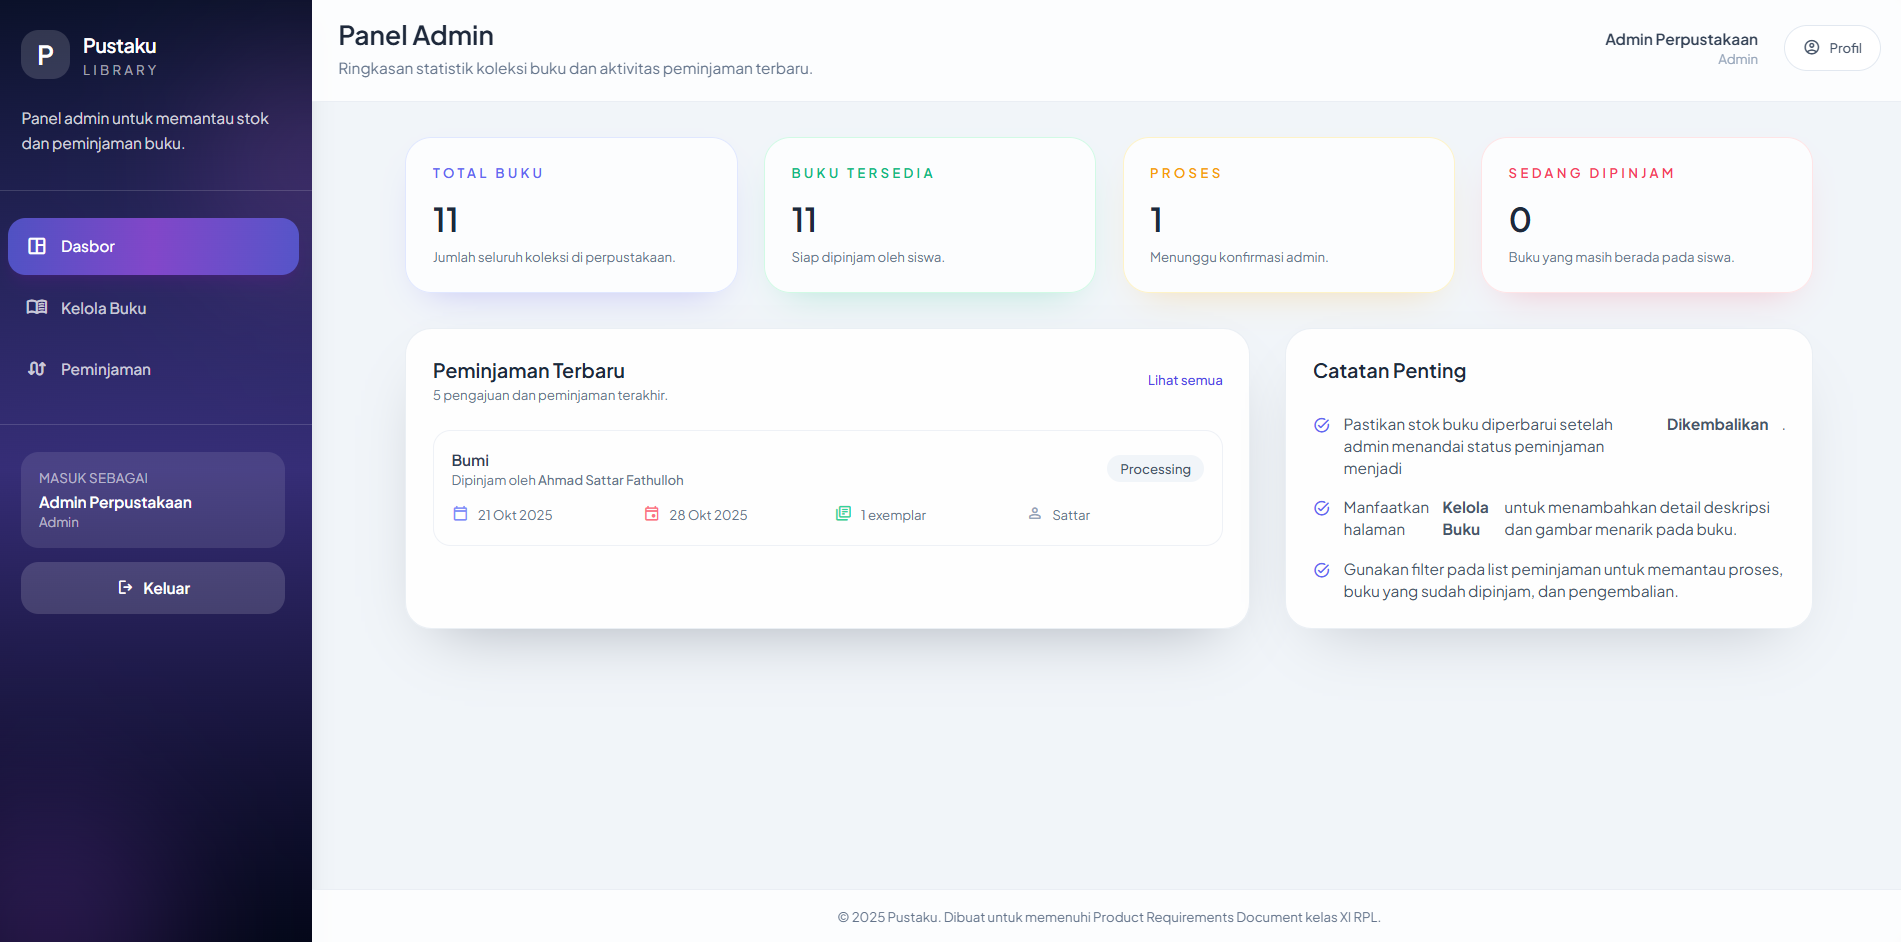 P
Pustaku
LIBRARY
Panel admin untuk memantau stok
dan peminjaman buku.
Dasbor
Kelola Buku
Peminjaman
MASUK SEBAGAI
Admin Perpustakaan
Admin
Keluar
Panel Admin
Ringkasan statistik koleksi buku dan aktivitas peminjaman terbaru.
Admin Perpustakaan
Admin
Profil
TOTAL BUKU
11
Jumlah seluruh koleksi di perpustakaan.
BUKU TERSEDIA
11
Siap dipinjam oleh siswa.
PROSES
1
Menunggu konfirmasi admin.
SEDANG DIPINJAM
0
Buku yang masih berada pada siswa.
Peminjaman Terbaru
5 pengajuan dan peminjaman terakhir.
Lihat semua
Bumi
Dipinjam oleh Ahmad Sattar Fathulloh
Processing
21 Okt 2025
28 Okt 2025
1 exemplar
Sattar
Catatan Penting
Pastikan stok buku diperbarui setelah Dikembalikan .
admin menandai status peminjaman
menjadi
Manfaatkan Kelola untuk menambahkan detail deskripsi
halaman Buku dan gambar menarik pada buku.
Gunakan filter pada list peminjaman untuk memantau proses,
buku yang sudah dipinjam, dan pengembalian.
© 2025 Pustaku. Dibuat untuk memenuhi Product Requirements Document kelas XI RPL.